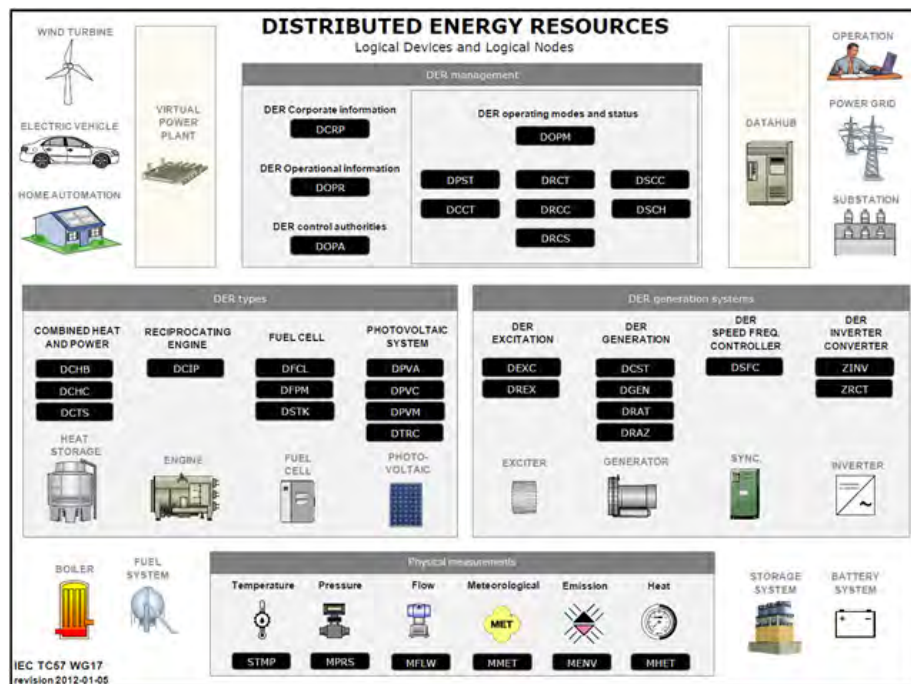 DISTRIBUTED ENERGY RESOURCES
Logical Devices and Logical Nodes
WIND TURBINE
ELECTRIC VEHICLE
HOME AUTOMATION
VIRTUAL
POWER
PLANT
DER management
DER Corporate information
DCRP
DER Operational information
DOPR
DER control authorities
DOPA
DER operating modes and status
DOPM
DPST
DRCT
DSCC
DCCT
DRCC
DSCH
DRCS
DATAHUB
OPERATION
POWER GRID
SUBSTATION
DER types
COMBINED HEAT
AND POWER
DCHB
DCHC
DCTS
HEAT
STORAGE
RECIPROCATING
ENGINE
DCIP
ENGINE
FUEL CELL
DFCL
DFPM
DSTK
FUEL
CELL
PHOTOVOLTAIC
SYSTEM
DPVA
DPVC
DPVM
DTRC
PHOTO-
VOLTAIC
DER generation systems
DER
EXCITATION
DEXC
DREX
EXCITER
DER
GENERATION
DCST
DGEN
DRAT
DRAZ
GENERATOR
DER
SPEED FREQ.
CONTROLLER
DSFC
SYNC.
DER
INVERTER
CONVERTER
ZINV
ZRCT
INVERTER
BOILER
FUEL
SYSTEM
Physical measurements
Temperature
STMP
Pressure
MPRS
Flow
MFLW
Meteorological
MET
MMET
Emission
MENV
Heat
MHET
STORAGE
SYSTEM
BATTERY
SYSTEM
IEC TC57 WG17
revision 2012-01-05